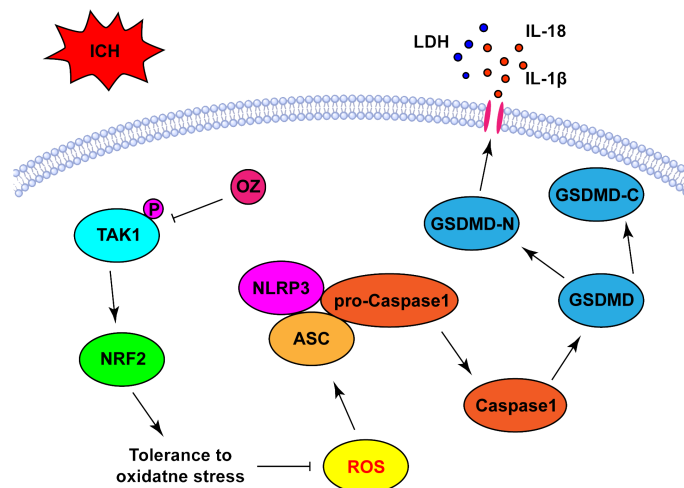 ICH
LDH
IL-18
IL-1β
OZ
P
TAK1
GSDMD-C
GSDMD-N
NLRP3
pro-Caspase1
GSDMD
ASC
NRF2
Caspase1
Tolerance to
oxidatne stress
ROS